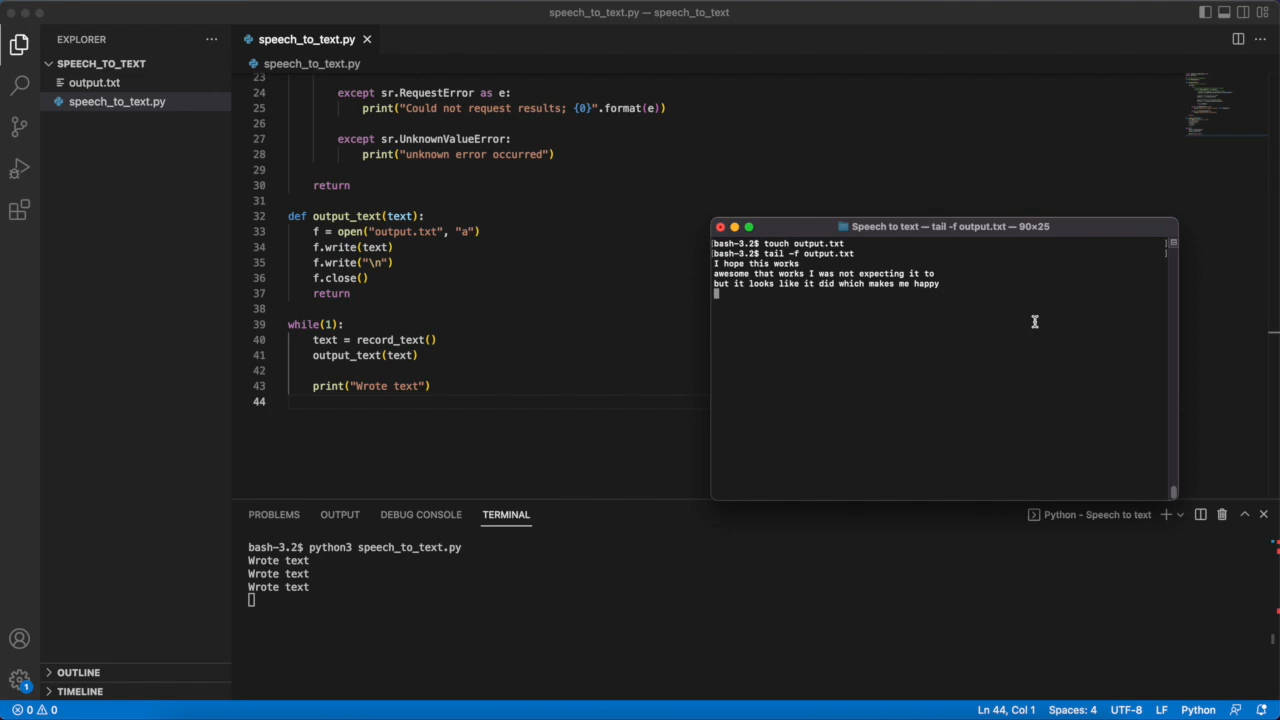 speech_to_text.py — speech_to_text
EXPLORER
SPEECH_TO_TEXT
output.txt
speech_to_text.py
speech_to_text.py
speech_to_text.py
23
24 except sr.RequestError as e:
25 print("Could not request results; {0}".format(e))
26
27 except sr.UnknownValueError:
28 print("unknown error occurred")
29
30 return
31
32 def output_text(text):
33 f = open("output.txt", "a")
34 f.write(text)
35 f.write("\n")
36 f.close()
37 return
38
39 while(1):
40 text = record_text()
41 output_text(text)
42
43 print("Wrote text")
44
Speech to text — tail -f output.txt — 90×25
[bash-3.2$ touch output.txt ]
[bash-3.2$ tail -f output.txt ]
I hope this works
awesome that works I was not expecting it to
but it looks like it did which makes me happy
PROBLEMS OUTPUT DEBUG CONSOLE TERMINAL
Python - Speech to text
bash-3.2$ python3 speech_to_text.py
Wrote text
Wrote text
Wrote text
OUTLINE
TIMELINE
1
0 0
Ln 44, Col 1 Spaces: 4 UTF-8 LF Python